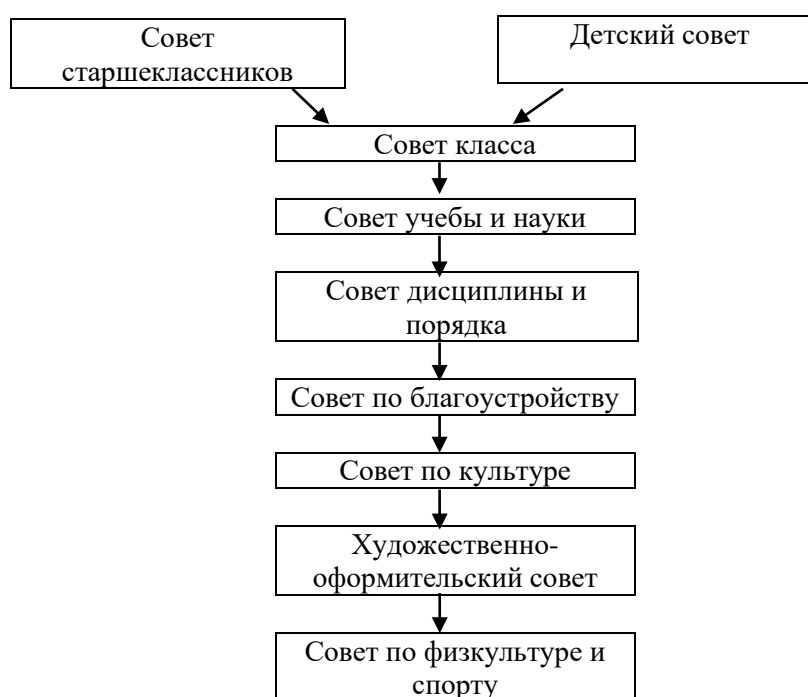 Совет
старшеклассников
Детский совет
Совет класса
Совет учебы и науки
Совет дисциплины и
порядка
Совет по благоустройству
Совет по культуре
Художественно-
оформительский совет
Совет по физкультуре и
спорту